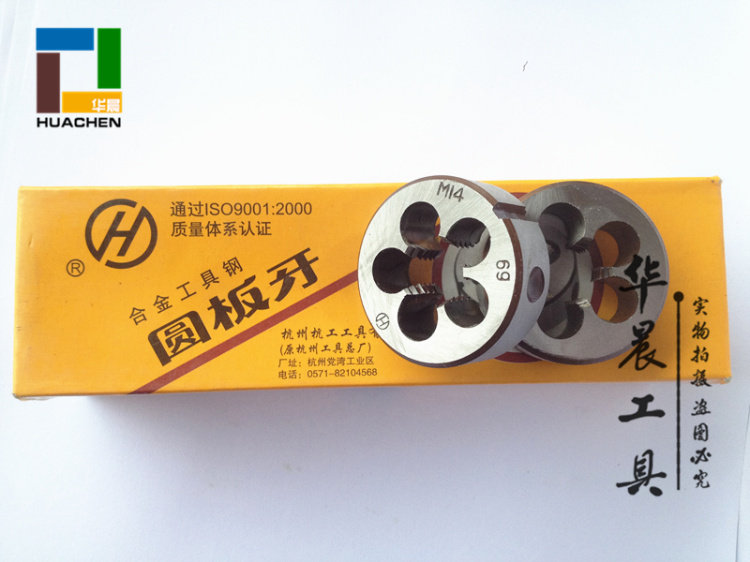 华晨
HUACHEN
通过ISO9001:2000
质量体系认证
®
合金工具钢
圆板牙
杭州杭工工具有
(原杭州工具总厂)
厂址：杭州党湾工业区
电话：0571-82104568
M14
69
H
华晨工具
实物拍摄盗图必究